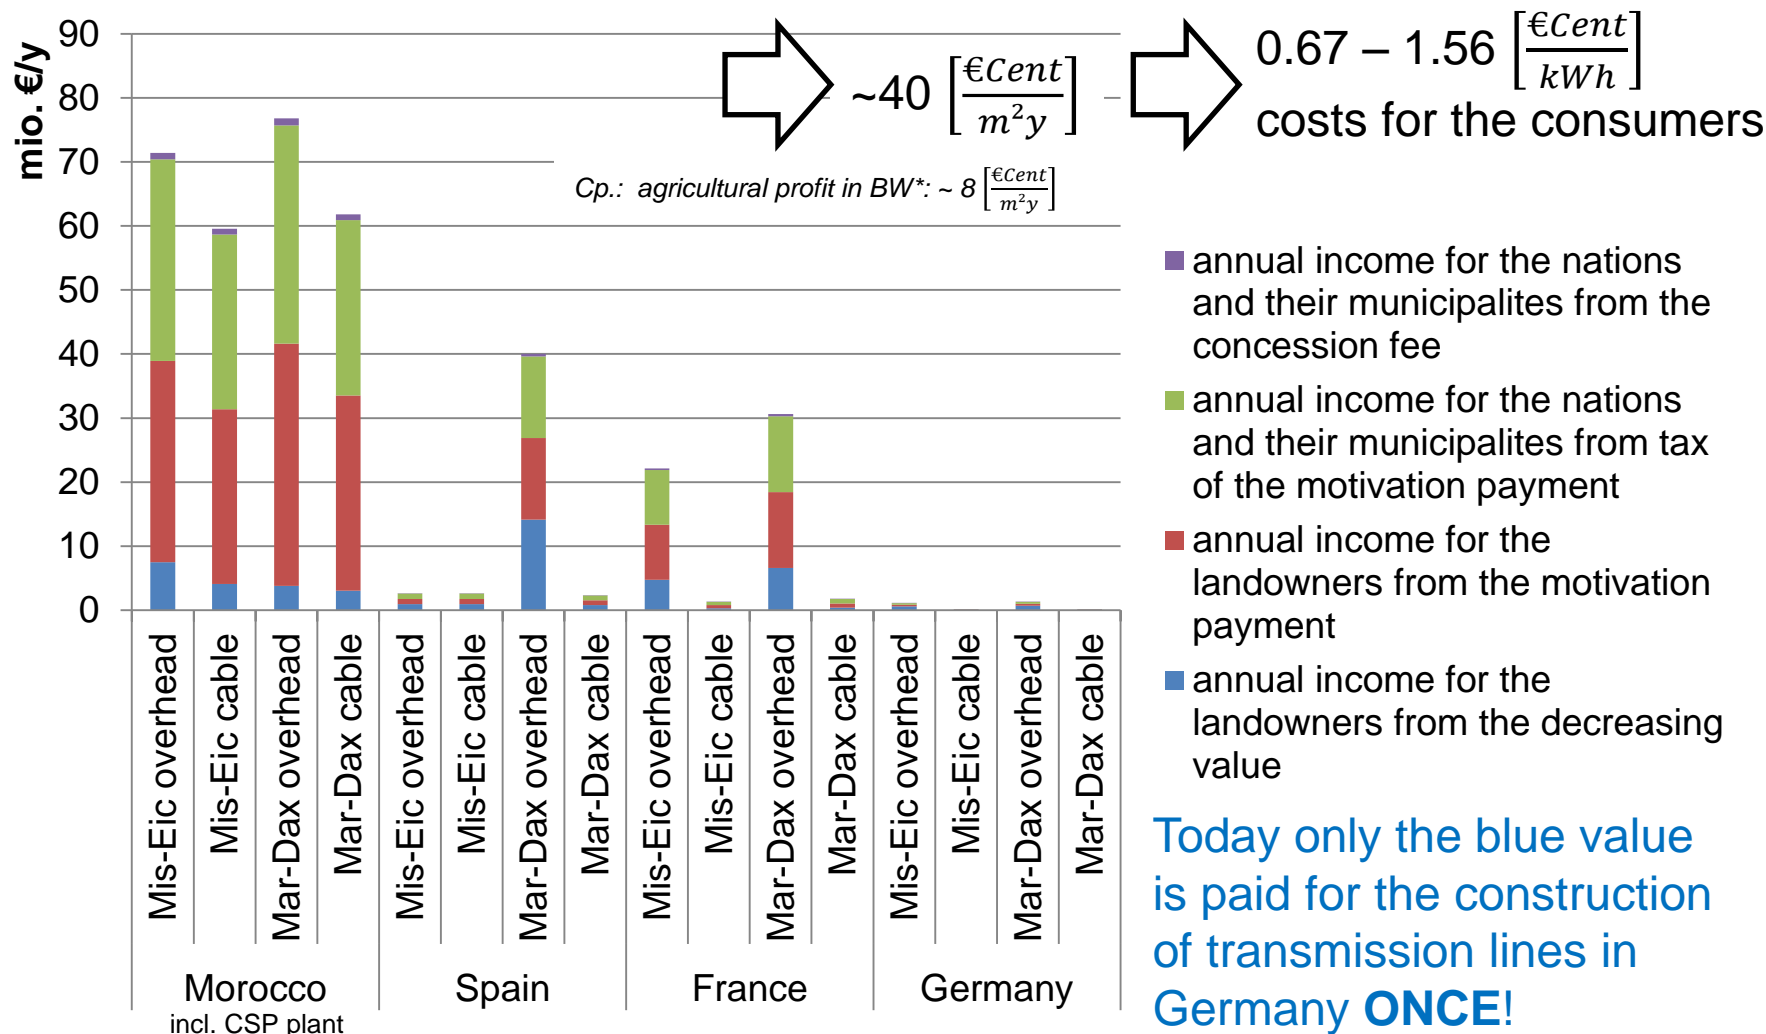 mio. €/y
90
80
70
60
50
40
30
20
10
0
~40 [€Cent/m²y]
0.67 – 1.56 [€Cent/kWh]
costs for the consumers
Cp.: agricultural profit in BW*: ~ 8 [€Cent/m²y]
annual income for the nations
and their municipalites from the
concession fee
annual income for the nations
and their municipalites from tax
of the motivation payment
annual income for the
landowners from the motivation
payment
annual income for the
landowners from the decreasing
value
Today only the blue value
is paid for the construction
of transmission lines in
Germany ONCE!
Mis-Eic overhead
Mis-Eic cable
Mar-Dax overhead
Mar-Dax cable
Mis-Eic overhead
Mis-Eic cable
Mar-Dax overhead
Mar-Dax cable
Mis-Eic overhead
Mis-Eic cable
Mar-Dax overhead
Mar-Dax cable
Mis-Eic overhead
Mis-Eic cable
Mar-Dax overhead
Mar-Dax cable
Morocco
incl. CSP plant
Spain
France
Germany